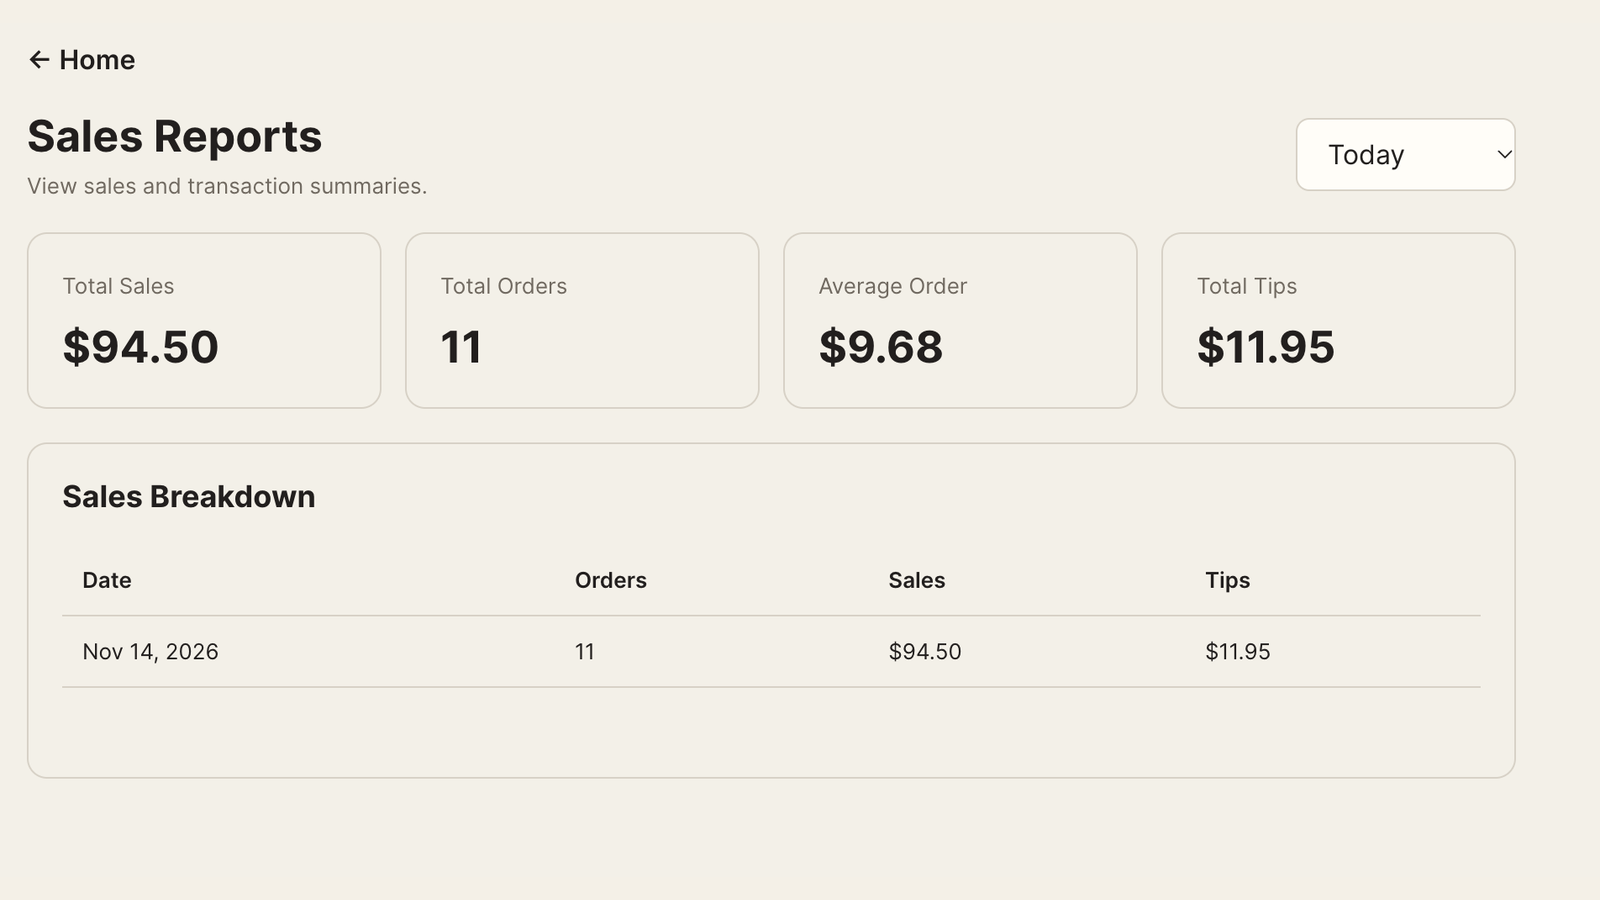 ← Home
Sales Reports
View sales and transaction summaries.
Today
Total Sales
$94.50
Total Orders
11
Average Order
$9.68
Total Tips
$11.95
Sales Breakdown
Date Orders Sales Tips
Nov 14, 2026 11 $94.50 $11.95